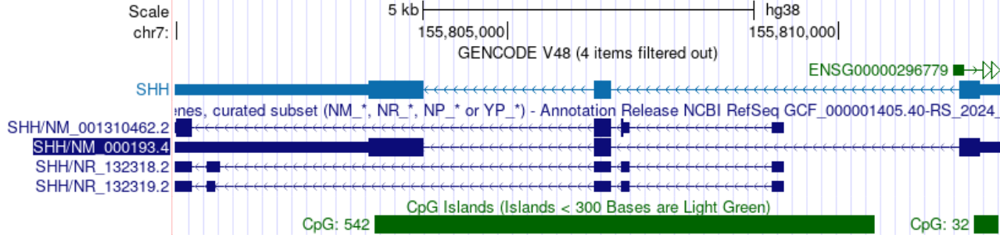 Scale 5 kb hg38
chr7: 155,805,000 155,810,000
GENCODE V48 (4 items filtered out)
ENSG00000296779
SHH
enes, curated subset (NM_*, NR_*, NP_* or YP_*) - Annotation Release NCBI RefSeq GCF_000001405.40-RS_2024_
SHH/NM_001310462.2
SHH/NM_000193.4
SHH/NR_132318.2
SHH/NR_132319.2
CpG Islands (Islands < 300 Bases are Light Green)
CpG: 542 CpG: 32